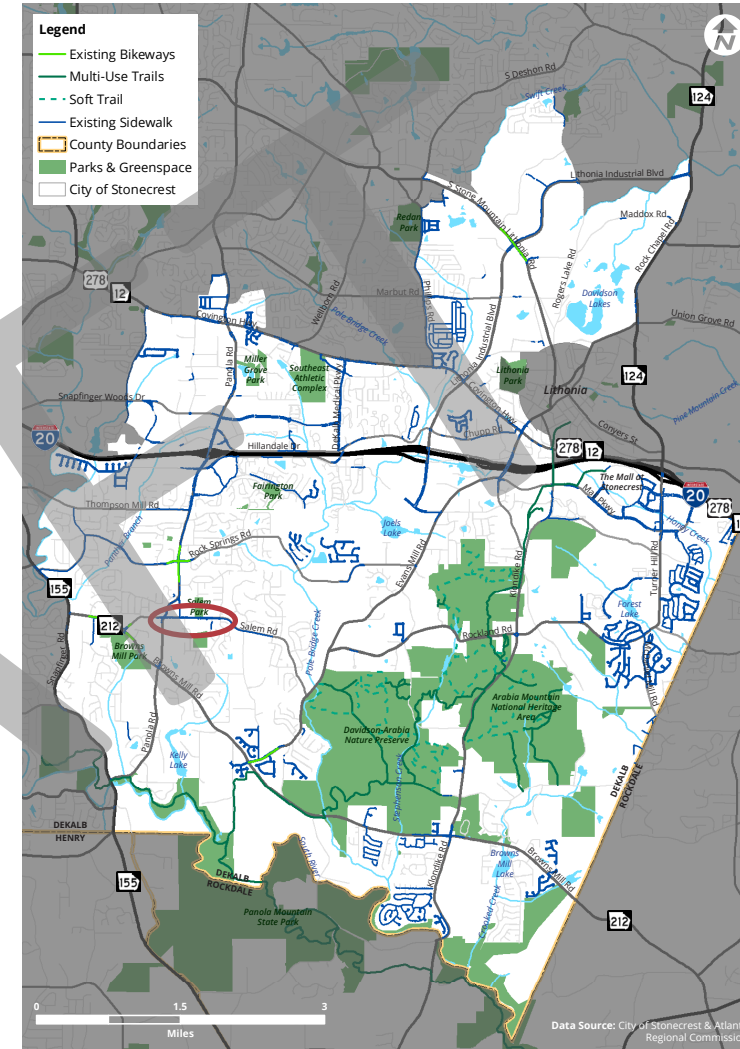 Legend
Existing Bikeways
Multi-Use Trails
Soft Trail
Existing Sidewalk
County Boundaries
Parks & Greenspace
City of Stonecrest
N
S Deshon Rd
Swift Creek
124
Lithonia Industrial Blvd
S Stone Mountain Lithonia Rd
Maddox Rd
Redan
Park
Rock Chapel Rd
Rogers Lake Rd
278
12
Wellborn Rd
Marbut Rd
Phillips Rd
Davidson
Lakes
Covington Hwy
Pole Bridge Creek
Lithonia Industrial Blvd
Union Grove Rd
Panola Rd
Miller
Grove
Park
Southeast
Athletic
Complex
DeKalb Medical Pkwy
Lithonia
Park
Lithonia
124
Snapfinger Woods Dr
Covington Hwy
Pine Mountain Creek
20
Hillandale Dr
Chupp Rd
Conyers St
278
12
The Mall at
Stonecrest
Mall Pkwy
20
278
1
Fairington
Park
Thompson Mill Rd
Panther Branch
Joels
Lake
Honey Creek
Rock Springs Rd
Evans Mill Rd
Klondike Rd
Turner Hill Rd
155
Salem
Park
Forest
Lake
212
Salem Rd
Pole Bridge Creek
Rockland Rd
Browns
Mill Park
Snapfinger Rd
Browns Mill Rd
Mill Rd
Panola Rd
Arabia Mountain
National Heritage
Area
Davidson-Arabia
Nature Preserve
Kelly
Lake
Stephenson Creek
DEKALB
ROCKDALE
DEKALB
HENRY
South River
Klondike Rd
Browns
Mill
Lake
Browns Mill Rd
155
DEKALB
ROCKDALE
Crooked Creek
Panola Mountain
State Park
212
0
1.5
3
Miles
Data Source: City of Stonecrest & Atlant
Regional Commissio